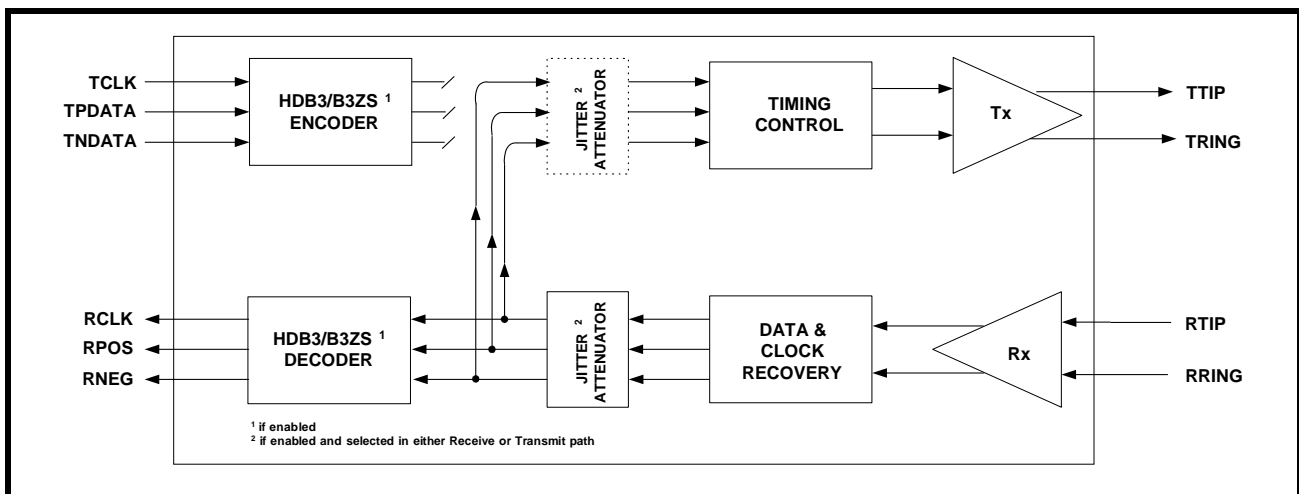 TCLK
TPDATA
TNDATA
HDB3/B3ZS 1
ENCODER
JITTER 2
ATTENUATOR
TIMING
CONTROL
Tx
TTIP
TRING
RCLK
RPOS
RNEG
HDB3/B3ZS 1
DECODER
JITTER 2
ATTENUATOR
DATA &
CLOCK
RECOVERY
Rx
RTIP
RRING
1 if enabled
2 if enabled and selected in either Receive or Transmit path